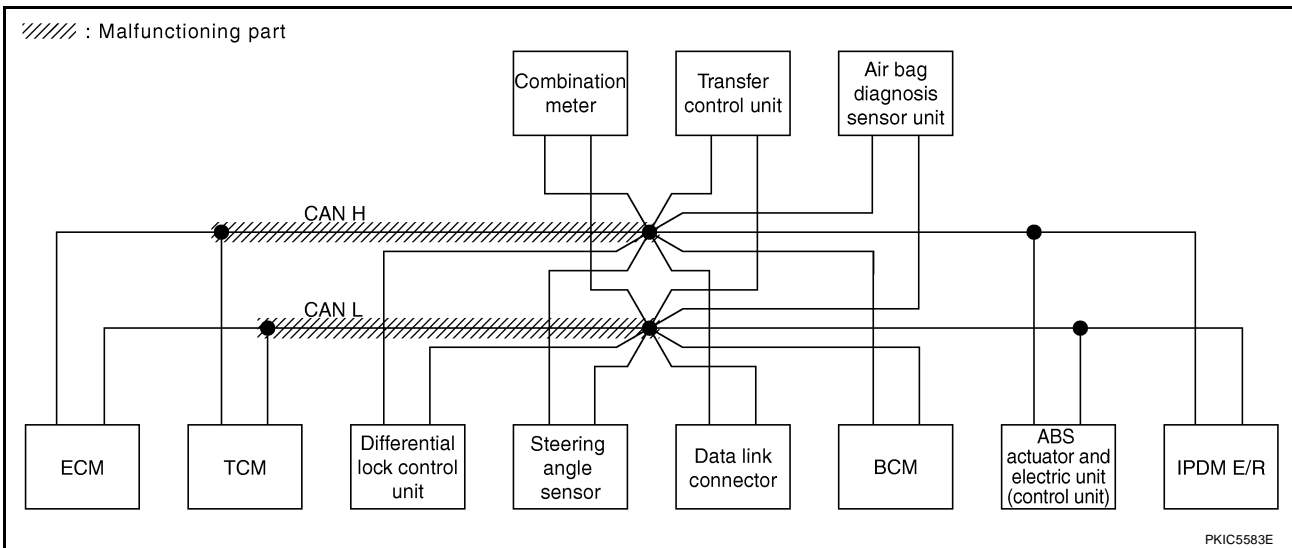 : Malfunctioning part
Combination
meter
Transfer
control unit
Air bag
diagnosis
sensor unit
CAN H
CAN L
ECM
TCM
Differential
lock control
unit
Steering
angle
sensor
Data link
connector
BCM
ABS
actuator and
electric unit
(control unit)
IPDM E/R
PKIC5583E